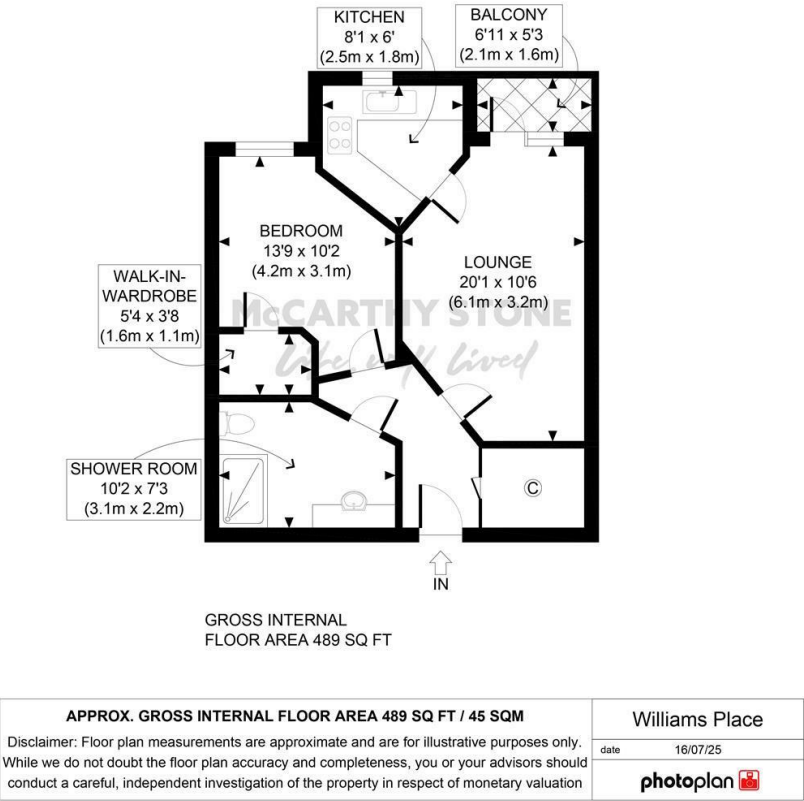 KITCHEN
8'1 x 6'
(2.5m x 1.8m)
BALCONY
6'11 x 5'3
(2.1m x 1.6m)
BEDROOM
13'9 x 10'2
(4.2m x 3.1m)
LOUNGE
20'1 x 10'6
(6.1m x 3.2m)
WALK-IN-
WARDROBE
5'4 x 3'8
(1.6m x 1.1m)
McCARTHY STONE
Life, well lived
SHOWER ROOM
10'2 x 7'3
(3.1m x 2.2m)
C
IN
GROSS INTERNAL
FLOOR AREA 489 SQ FT
APPROX. GROSS INTERNAL FLOOR AREA 489 SQ FT / 45 SQM
Disclaimer: Floor plan measurements are approximate and are for illustrative purposes only.
While we do not doubt the floor plan accuracy and completeness, you or your advisors should
conduct a careful, independent investigation of the property in respect of monetary valuation
Williams Place
date 16/07/25
photoplan